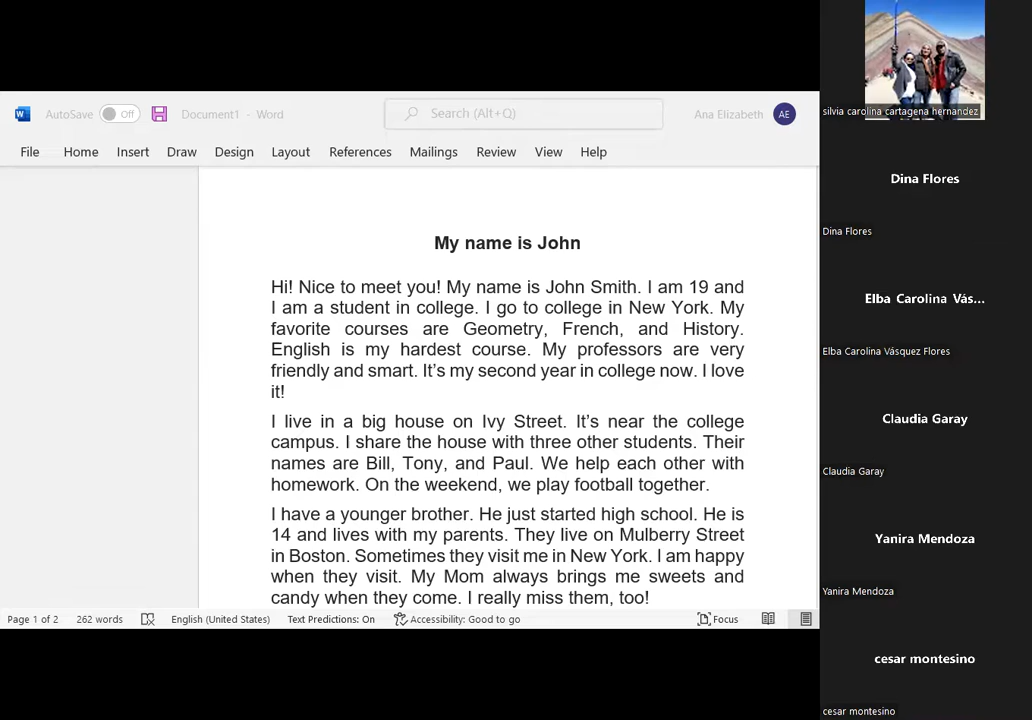 AutoSave Off Document1 - Word Search (Alt+Q) Ana Elizabeth AE
File Home Insert Draw Design Layout References Mailings Review View Help
My name is John
Hi! Nice to meet you! My name is John Smith. I am 19 and
I am a student in college. I go to college in New York. My
favorite courses are Geometry, French, and History.
English is my hardest course. My professors are very
friendly and smart. It’s my second year in college now. I love
it!
I live in a big house on Ivy Street. It’s near the college
campus. I share the house with three other students. Their
names are Bill, Tony, and Paul. We help each other with
homework. On the weekend, we play football together.
I have a younger brother. He just started high school. He is
14 and lives with my parents. They live on Mulberry Street
in Boston. Sometimes they visit me in New York. I am happy
when they visit. My Mom always brings me sweets and
candy when they come. I really miss them, too!
Page 1 of 2 262 words English (United States) Text Predictions: On Accessibility: Good to go Focus
silvia carolina cartagena hernandez
Dina Flores
Dina Flores
Elba Carolina Vás...
Elba Carolina Vásquez Flores
Claudia Garay
Claudia Garay
Yanira Mendoza
Yanira Mendoza
cesar montesino
cesar montesino